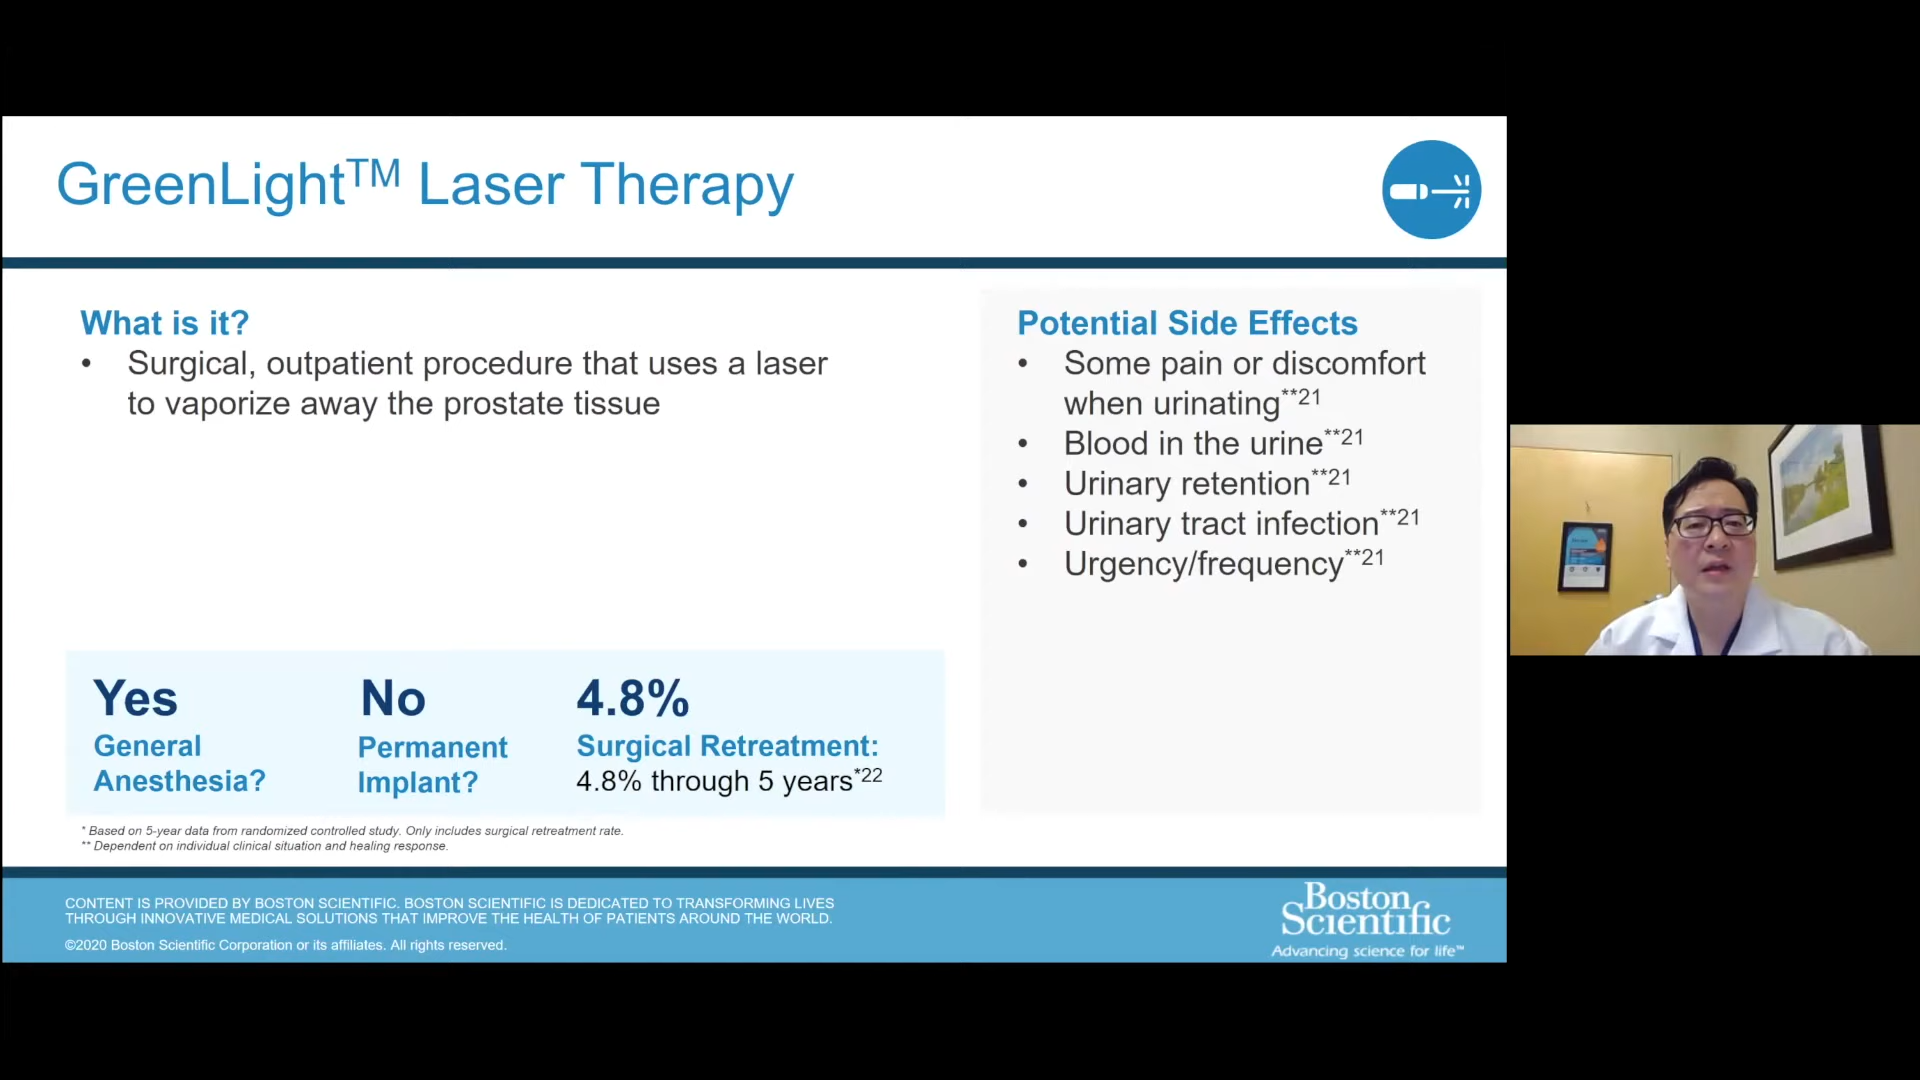 GreenLight™ Laser Therapy
What is it?
• Surgical, outpatient procedure that uses a laser
to vaporize away the prostate tissue
Potential Side Effects
• Some pain or discomfort
when urinating**21
• Blood in the urine**21
• Urinary retention**21
• Urinary tract infection**21
• Urgency/frequency**21
Yes
General
Anesthesia?
No
Permanent
Implant?
4.8%
Surgical Retreatment:
4.8% through 5 years*22
* Based on 5-year data from randomized controlled study. Only includes surgical retreatment rate.
** Dependent on individual clinical situation and healing response.
CONTENT IS PROVIDED BY BOSTON SCIENTIFIC. BOSTON SCIENTIFIC IS DEDICATED TO TRANSFORMING LIVES
THROUGH INNOVATIVE MEDICAL SOLUTIONS THAT IMPROVE THE HEALTH OF PATIENTS AROUND THE WORLD.
©2020 Boston Scientific Corporation or its affiliates. All rights reserved.
Boston
Scientific
Advancing science for life™